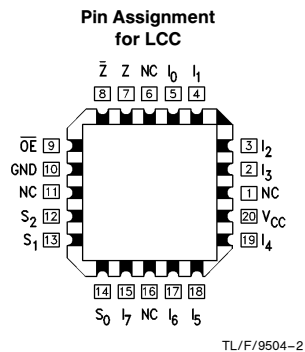 Pin Assignment
for LCC
Z̅ Z NC I₀ I₁
8 7 6 5 4
O̅E̅ 9
3 I₂
GND 10
2 I₃
NC 11
1 NC
S₂ 12
20 V_CC
S₁ 13
19 I₄
14 15 16 17 18
S₀ I₇ NC I₆ I₅
TL/F/9504–2